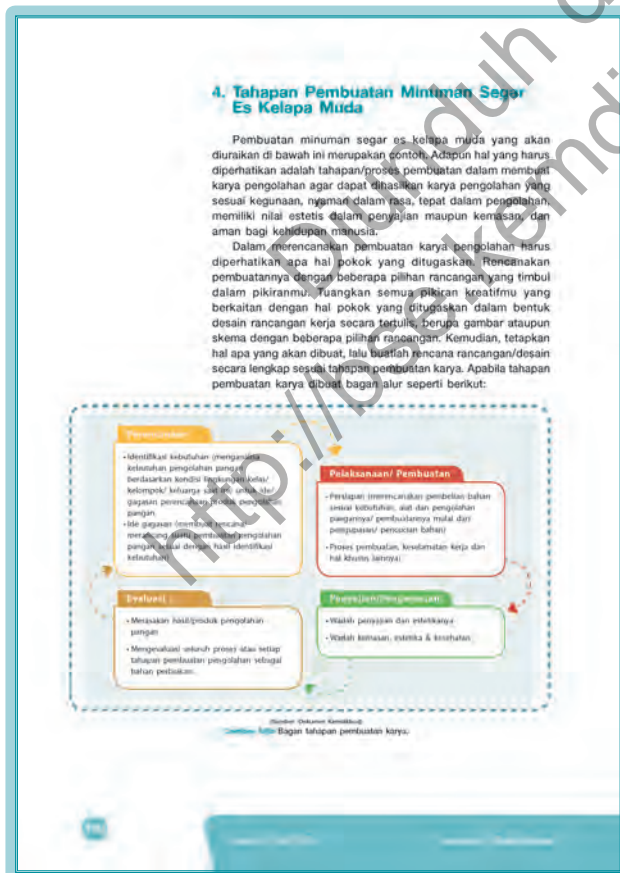 4. Tahapan Pembuatan Minuman Segar
Es Kelapa Muda
Pembuatan minuman segar es kelapa muda yang akan
diuraikan di bawah ini merupakan contoh. Adapun hal yang harus
diperhatikan adalah tahapan/proses pembuatan dalam membuat
karya pengolahan agar dapat dihasilkan karya pengolahan yang
sesuai kegunaan, nyaman dalam rasa, tepat dalam pengolahan,
memiliki nilai estetis dalam penyajian maupun kemasan, dan
aman bagi kehidupan manusia.
Dalam merencanakan pembuatan karya pengolahan harus
diperhatikan apa hal pokok yang ditugaskan. Rencanakan
pembuatannya dengan beberapa pilihan rancangan yang timbul
dalam pikiranmu. Tuangkan semua pikiran kreatifmu yang
berkaitan dengan hal pokok yang ditugaskan dalam bentuk
desain rancangan kerja secara tertulis, berupa gambar ataupun
skema dengan beberapa pilihan rancangan. Kemudian, tetapkan
hal apa yang akan dibuat, lalu buatlah rencana rancangan/desain
secara lengkap sesuai tahapan pembuatan karya. Apabila tahapan
pembuatan karya dibuat bagan alur seperti berikut:
Perencanaan
• Identifikasi kebutuhan (menganalisa
kebutuhan pengolahan pangan
berdasarkan kondisi lingkungan kelas/
kelompok/ keluarga saat ini, untuk ide/
gagasan perencanaan produk pengolahan
pangan.
• Ide gagasan (membuat rencana/
merancang suatu pembuatan/pengolahan
pangan sesuai dengan hasil identifikasi
kebutuhan)
Pelaksanaan/ Pembuatan
• Persiapan (merencanakan pembelian bahan
sesuai kebutuhan, alat dan pengolahan
pangannya/ pembuatannya mulai dari
pengupasan/ pencucian bahan)
• Proses pembuatan, keselamatan kerja dan
hal khusus lainnya)
Evaluasi :
• Merasakan hasil/produk pengolahan
pangan
• Mengevaluasi seluruh proses atau setiap
tahapan pembuatan pengolahan sebagai
bahan perbaikan.
Penyajian/Pengemasan
• Wadah penyajian dan estetikanya
• Wadah kemasan, estetika & kesehatan
(Sumber: Dokumen Kemdikbud)
Bagan tahapan pembuatan karya.
http://bse.kemd
Diunduh d